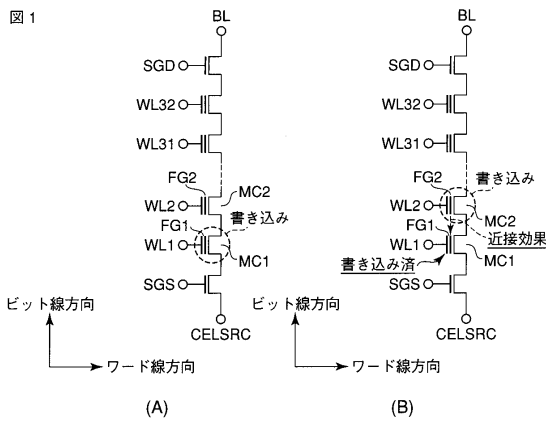 図1
BL
SGD
WL32
WL31
FG2
MC2
WL2
書き込み
FG1
WL1
MC1
SGS
CELSRC
ビット線方向
ワード線方向
(A)
BL
SGD
WL32
WL31
FG2
書き込み
WL2
MC2
FG1
近接効果
WL1
MC1
書き込み済
SGS
CELSRC
ビット線方向
ワード線方向
(B)